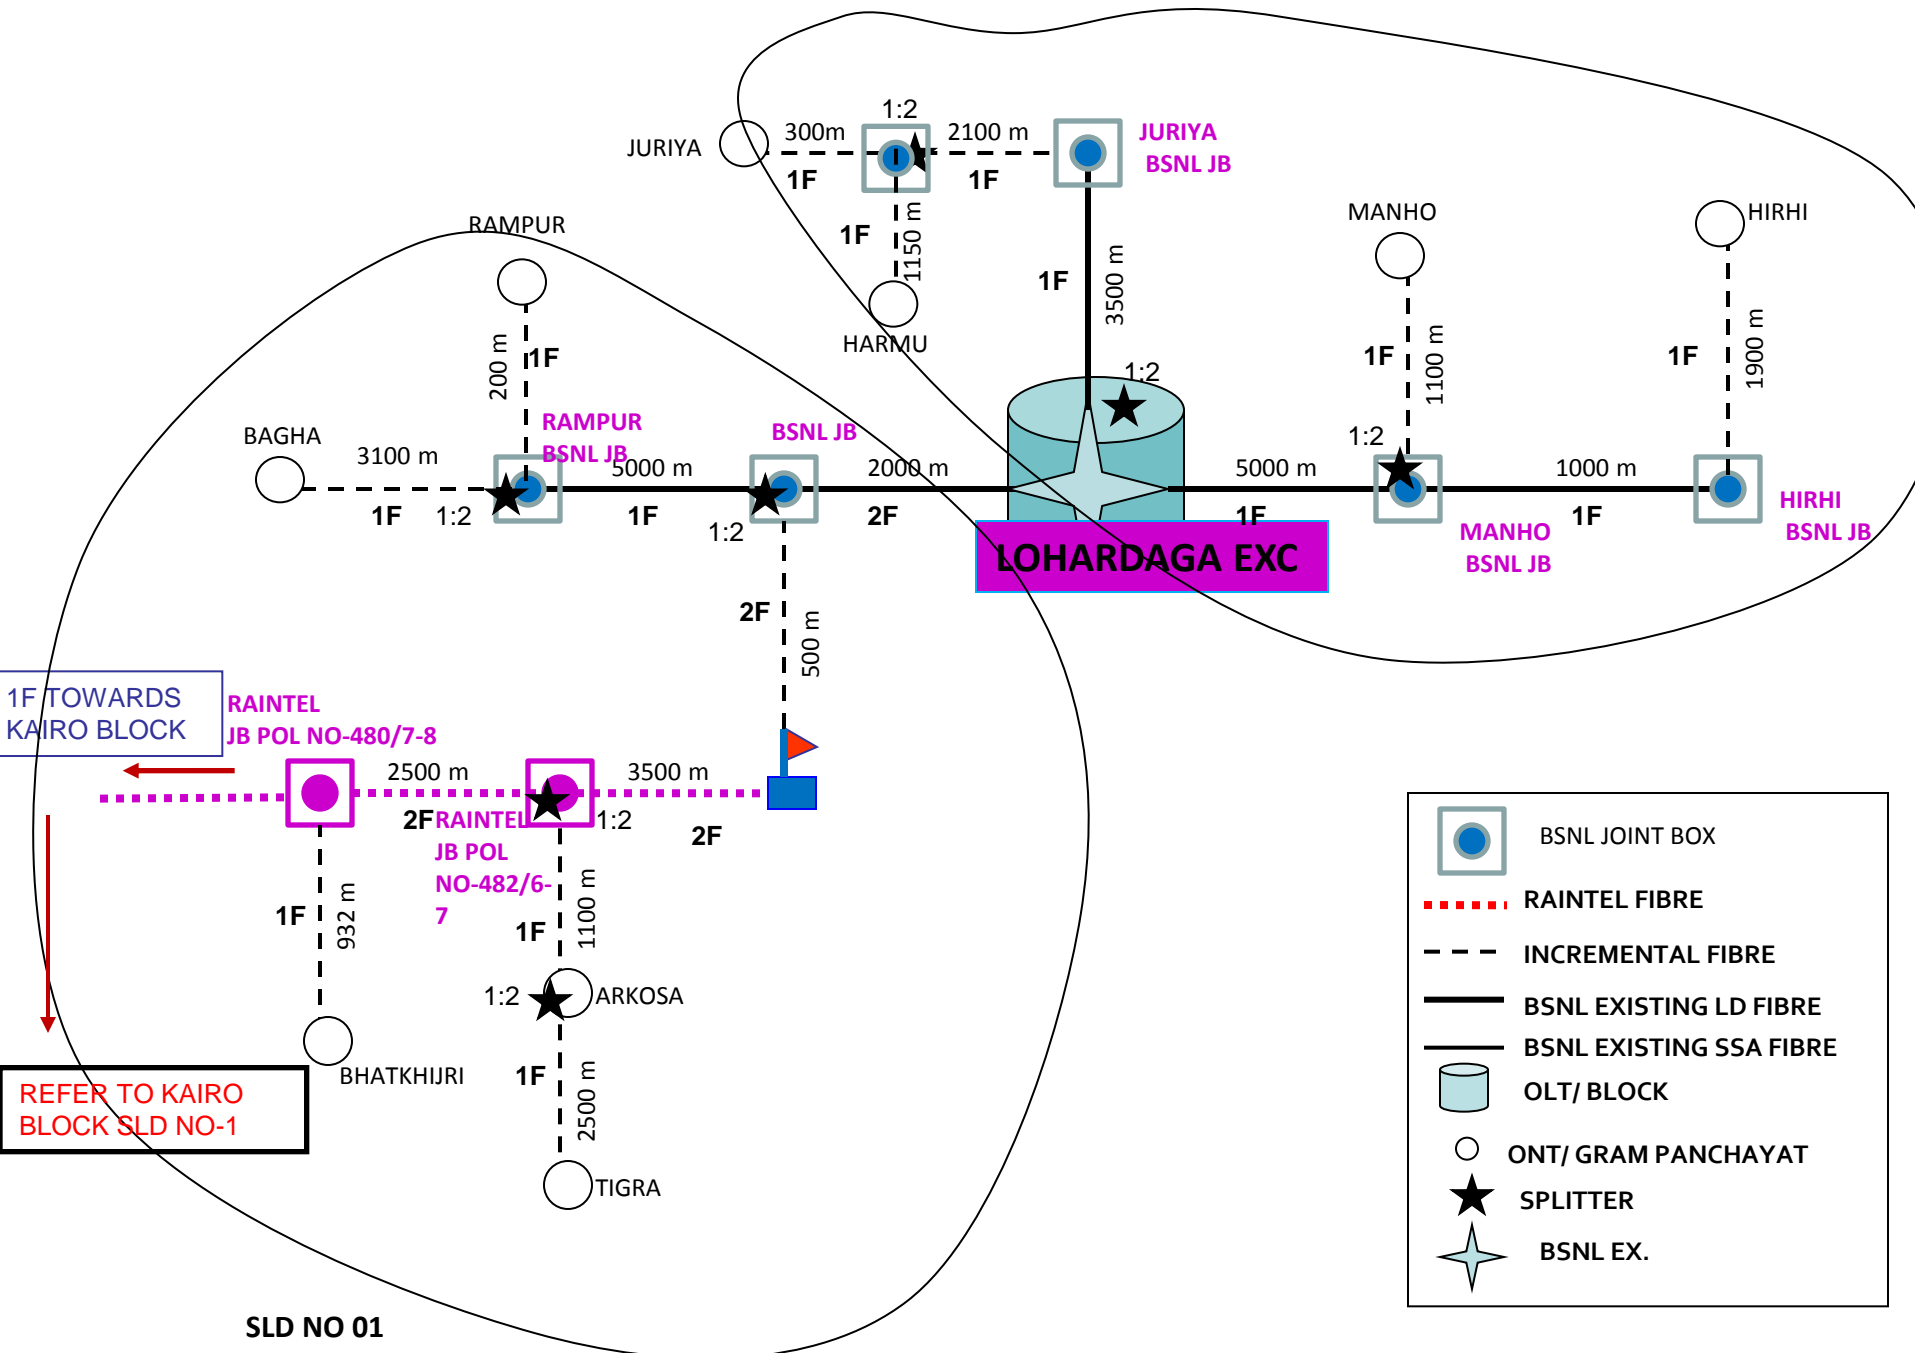 1:2
JURIYA
300m
2100 m
JURIYA
BSNL JB
1F
1F
RAMPUR
1F
1150 m
MANHO
HIRHI
HARMU
1F
3500 m
200 m
1F
1:2
1F
1100 m
1F
1900 m
BAGHA
3100 m
RAMPUR
BSNL JB
5000 m
BSNL JB
2000 m
5000 m
1:2
1000 m
1F
1:2
1F
1:2
2F
1F
1F
HIRHI
BSNL JB
MANHO
BSNL JB
LOHARDAGA EXC
2F
500 m
1F TOWARDS
KAIRO BLOCK
RAINTEL
JB POL NO-480/7-8
2500 m
3500 m
2F
RAINTEL
JB POL
NO-482/6-
7
1:2
2F
1F
932 m
1F
1100 m
1:2
ARKOSA
BHATKHIJRI
1F
2500 m
TIGRA
REFER TO KAIRO
BLOCK SLD NO-1
SLD NO 01
BSNL JOINT BOX
RAINTEL FIBRE
INCREMENTAL FIBRE
BSNL EXISTING LD FIBRE
BSNL EXISTING SSA FIBRE
OLT/ BLOCK
ONT/ GRAM PANCHAYAT
SPLITTER
BSNL EX.